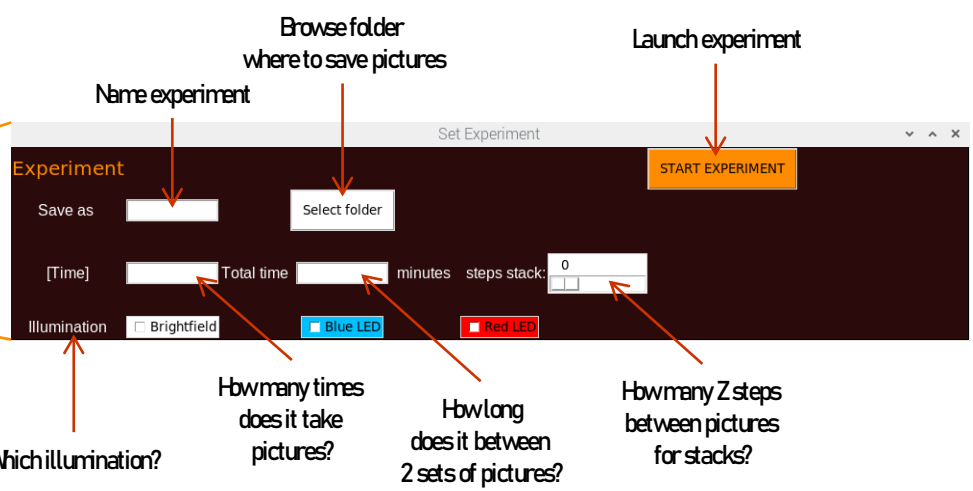 Browse folder
where to save pictures
Launch experiment
Name experiment
Set Experiment
Experiment
START EXPERIMENT
Save as
Select folder
[Time]
Total time
minutes
steps stack:
0
Illumination
Brightfield
Blue LED
Red LED
How many times
does it take
pictures?
How long
does it between
2 sets of pictures?
How many Z steps
between pictures
for stacks?
hich illumination?